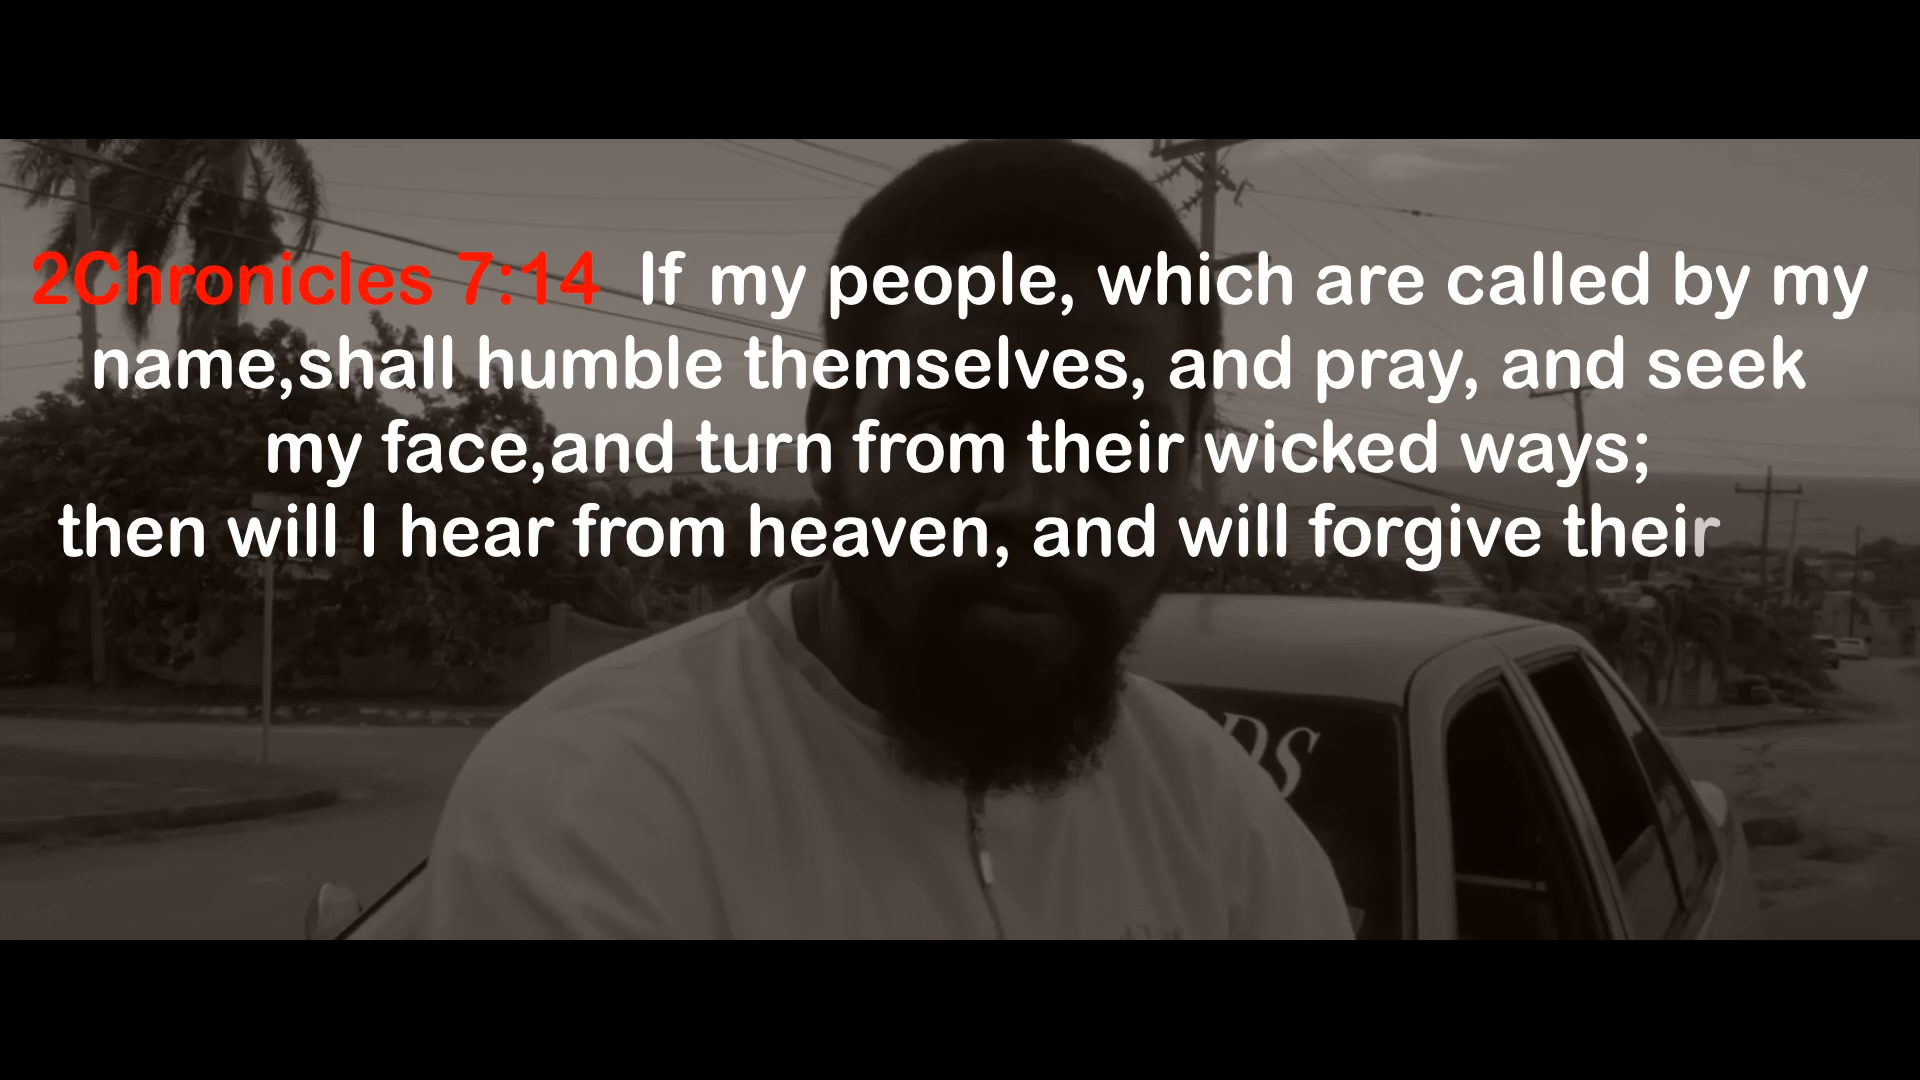 2Chronicles 7:14 If my people, which are called by my
name,shall humble themselves, and pray, and seek
my face,and turn from their wicked ways;
then will I hear from heaven, and will forgive their
DS